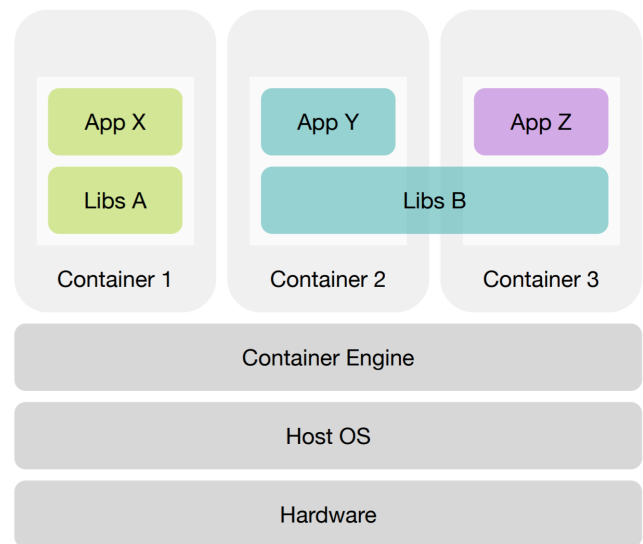 App X
App Y
App Z
Libs A
Libs B
Container 1
Container 2
Container 3
Container Engine
Host OS
Hardware